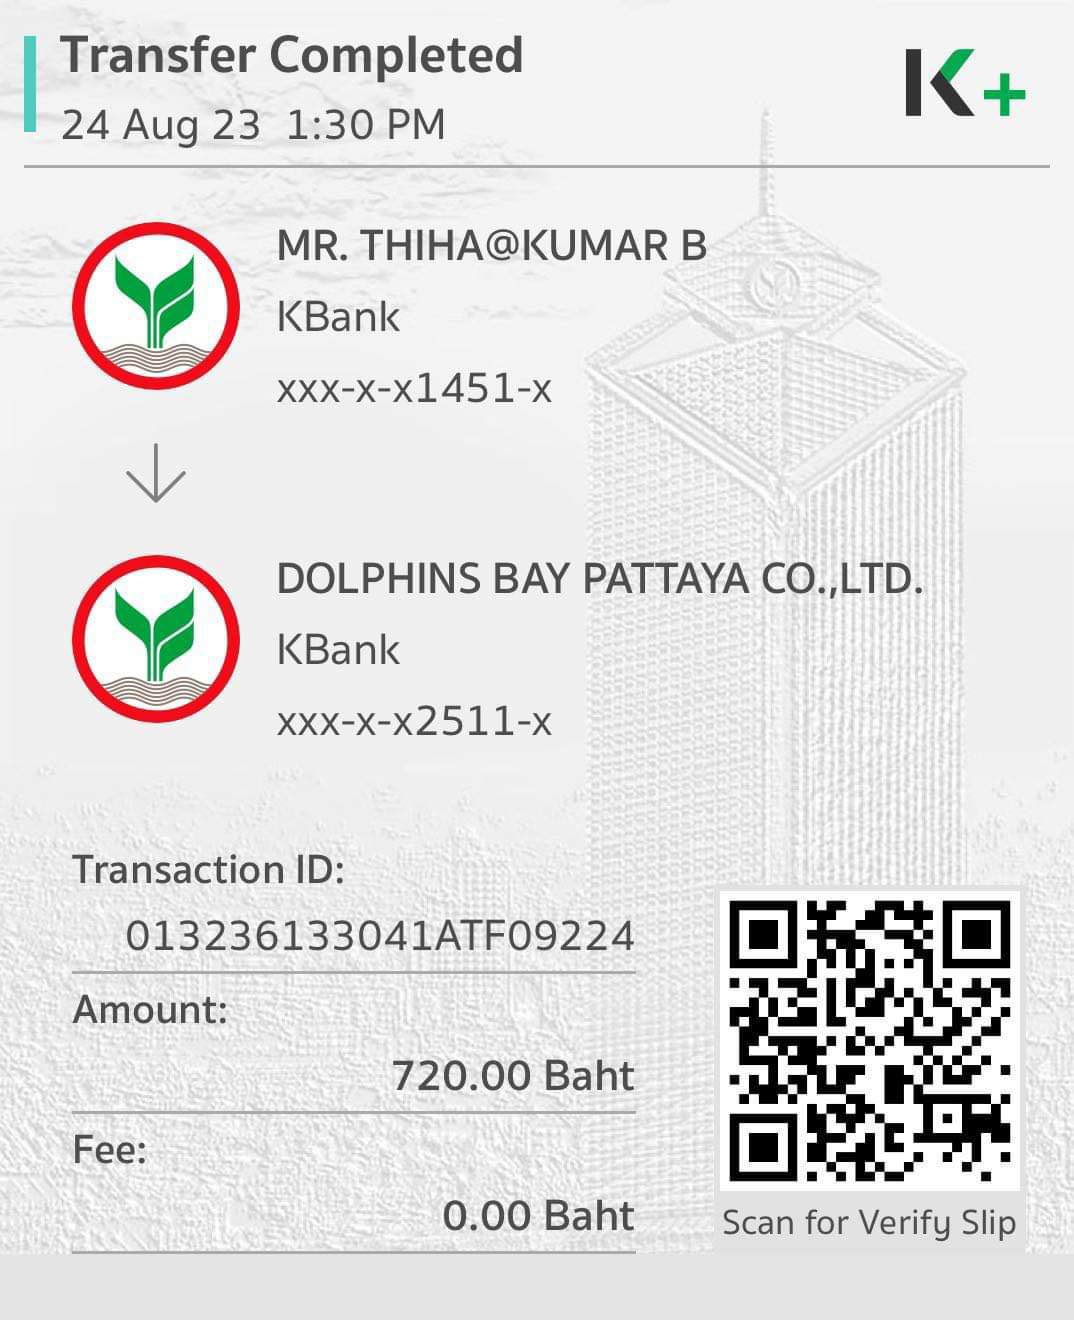 Transfer Completed
24 Aug 23 1:30 PM
K+
MR. THIHA@KUMAR B
KBank
xxx-x-x1451-x
DOLPHINS BAY PATTAYA CO.,LTD.
KBank
xxx-x-x2511-x
Transaction ID:
013236133041ATF09224
Amount:
720.00 Baht
Fee:
0.00 Baht
Scan for Verify Slip